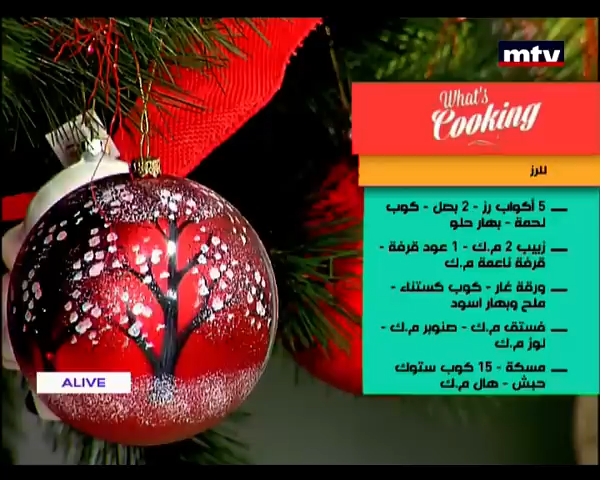 mtv
What's
Cooking
للرز
5 أكواب رز - 2 بصل - كوب
لحمة - بهار حلو
زبيب 2 م.ك - 1 عود قرفة -
قرفة ناعمة م.ك
ورقة غار - كوب كستناء -
ملح وبهار اسود
فستق م.ك - صنوبر م.ك -
لوز م.ك
مسكة - 15 كوب ستوك
حبش - هال م.ك
ALIVE